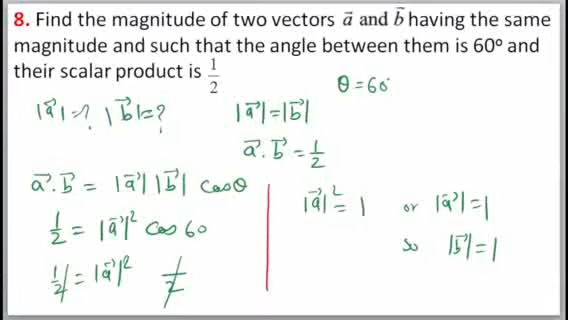 8. Find the magnitude of two vectors a⃗ and b⃗ having the same
magnitude and such that the angle between them is 60° and
their scalar product is 1/2
θ = 60°
|a⃗| = ? , |b⃗| = ?
|a⃗| = |b⃗|
a⃗ . b⃗ = 1/2
a⃗ . b⃗ = |a⃗| |b⃗| cosθ
1/2 = |a⃗|² cos 60
1/2 = |a⃗|² 1/2
|a⃗|² = 1 or |a⃗| = 1
so |b⃗| = 1